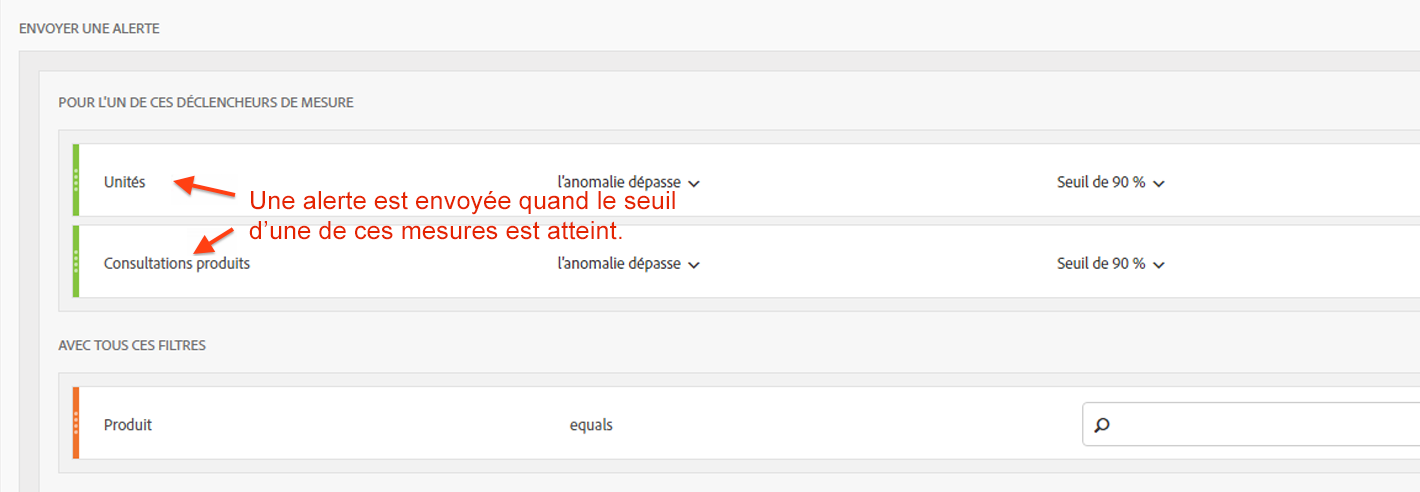 ENVOYER UNE ALERTE
POUR L'UN DE CES DÉCLENCHEURS DE MESURE
Unités l'anomalie dépasse Seuil de 90 %
Une alerte est envoyée quand le seuil
d’une de ces mesures est atteint.
Consultations produits l'anomalie dépasse Seuil de 90 %
AVEC TOUS CES FILTRES
Produit equals